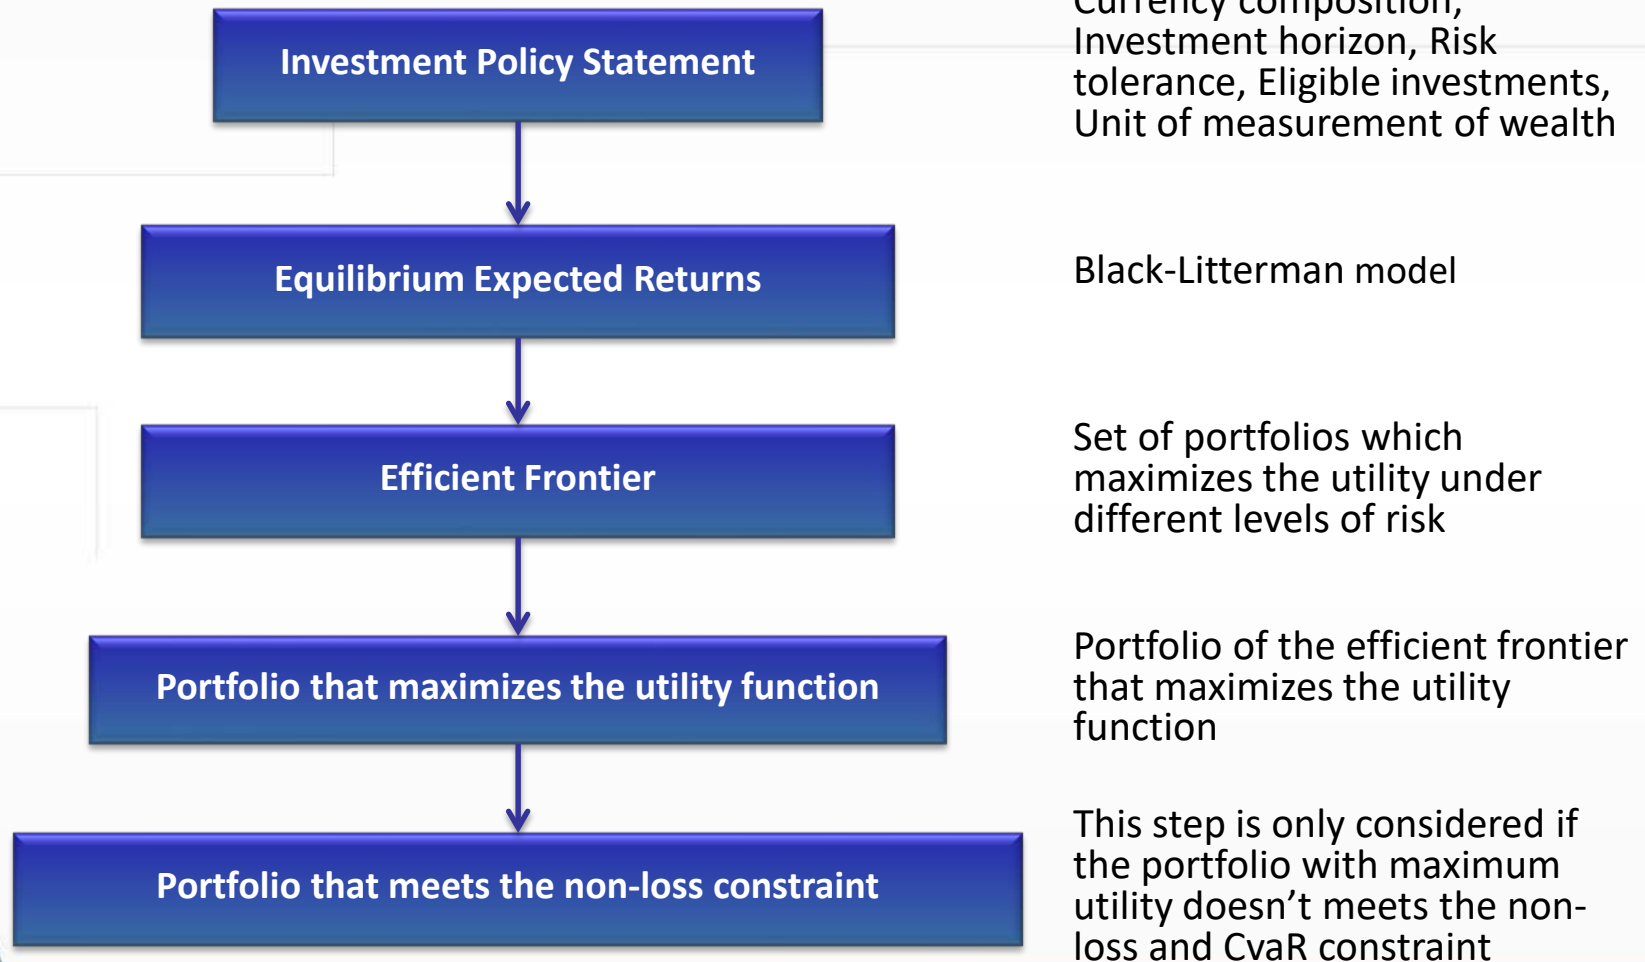 Currency composition,
Investment Policy Statement
Investment horizon, Risk
tolerance, Eligible investments,
Unit of measurement of wealth
Equilibrium Expected Returns
Black-Litterman model
Efficient Frontier
Set of portfolios which
maximizes the utility under
different levels of risk
Portfolio that maximizes the utility function
Portfolio of the efficient frontier
that maximizes the utility
function
Portfolio that meets the non-loss constraint
This step is only considered if
the portfolio with maximum
utility doesn’t meets the non-
loss and CvaR constraint